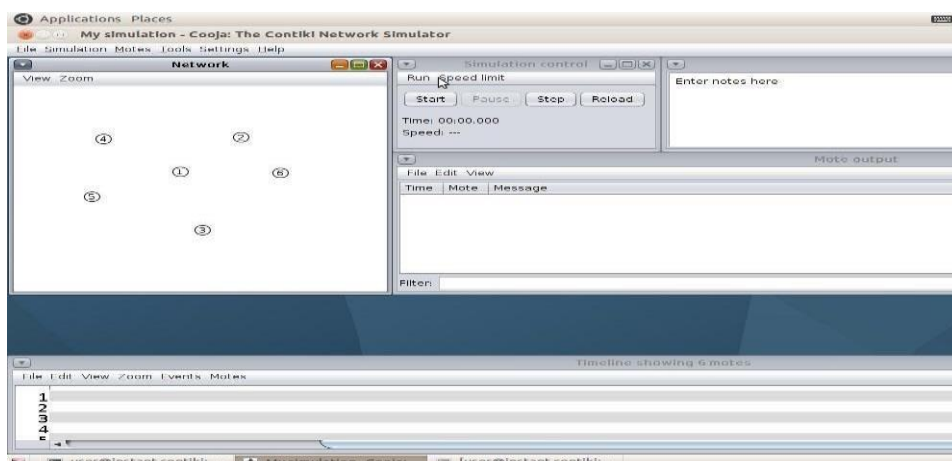 Applications Places
My simulation - Cooja: The Contiki Network Simulator
File Simulation Motes Tools Settings Help
Network
View Zoom
4
2
1
6
5
3
Simulation control
Run Speed limit
Start Pause Step Reload
Time: 00:00.000
Speed: ---
Enter notes here
Mote output
File Edit View
Time Mote Message
Filter:
Timeline showing 6 motes
File Edit View Zoom Events Motes
1
2
3
4